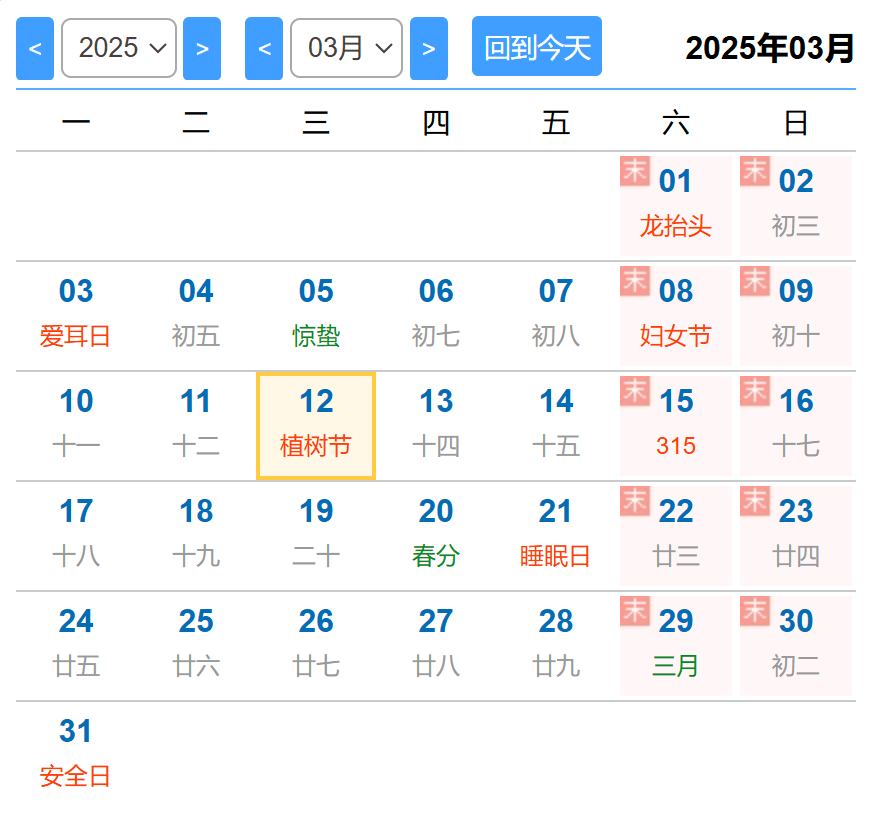 < 2025 > < 03月 > 回到今天 2025年03月
一 二 三 四 五 六 日
末 01 末 02
龙抬头 初三
03 04 05 06 07 末 08 末 09
爱耳日 初五 惊蛰 初七 初八 妇女节 初十
10 11 12 13 14 末 15 末 16
十一 十二 植树节 十四 十五 315 十七
17 18 19 20 21 末 22 末 23
十八 十九 二十 春分 睡眠日 廿三 廿四
24 25 26 27 28 末 29 末 30
廿五 廿六 廿七 廿八 廿九 三月 初二
31
安全日